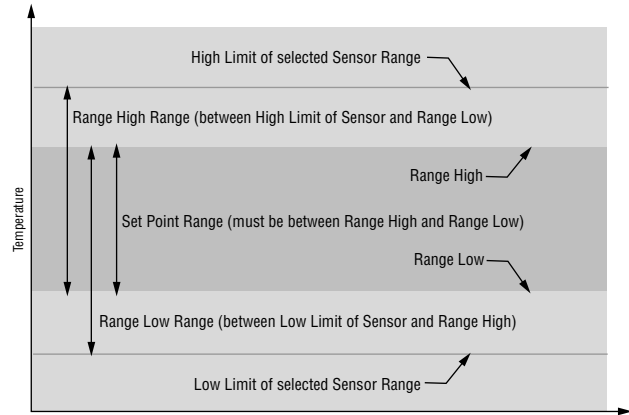 High Limit of selected Sensor Range
Range High Range (between High Limit of Sensor and Range Low)
Range High
Temperature
Set Point Range (must be between Range High and Range Low)
Range Low
Range Low Range (between Low Limit of Sensor and Range High)
Low Limit of selected Sensor Range